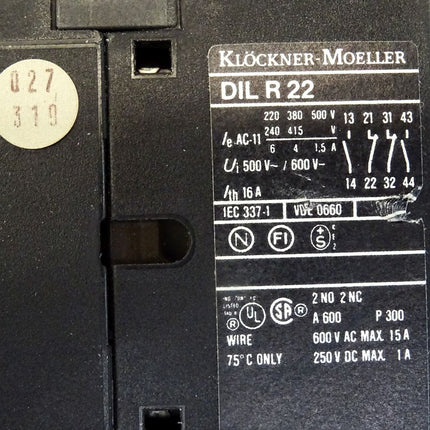 027
319
KLÖCKNER-MOELLER
DIL R 22
220 380 500 V 13 21 31 43
Ie AC-11 240 415 V~
6 4 1,5 A
Ui 500 V~ / 600 V~
14 22 32 44
Ith 16 A
IEC 337-1 VDE 0660
N FI +S
UL SA ® 2 NO 2 NC
® A 600 P 300
WIRE 600 V AC MAX. 15 A
75°C ONLY 250 V DC MAX. 1 A